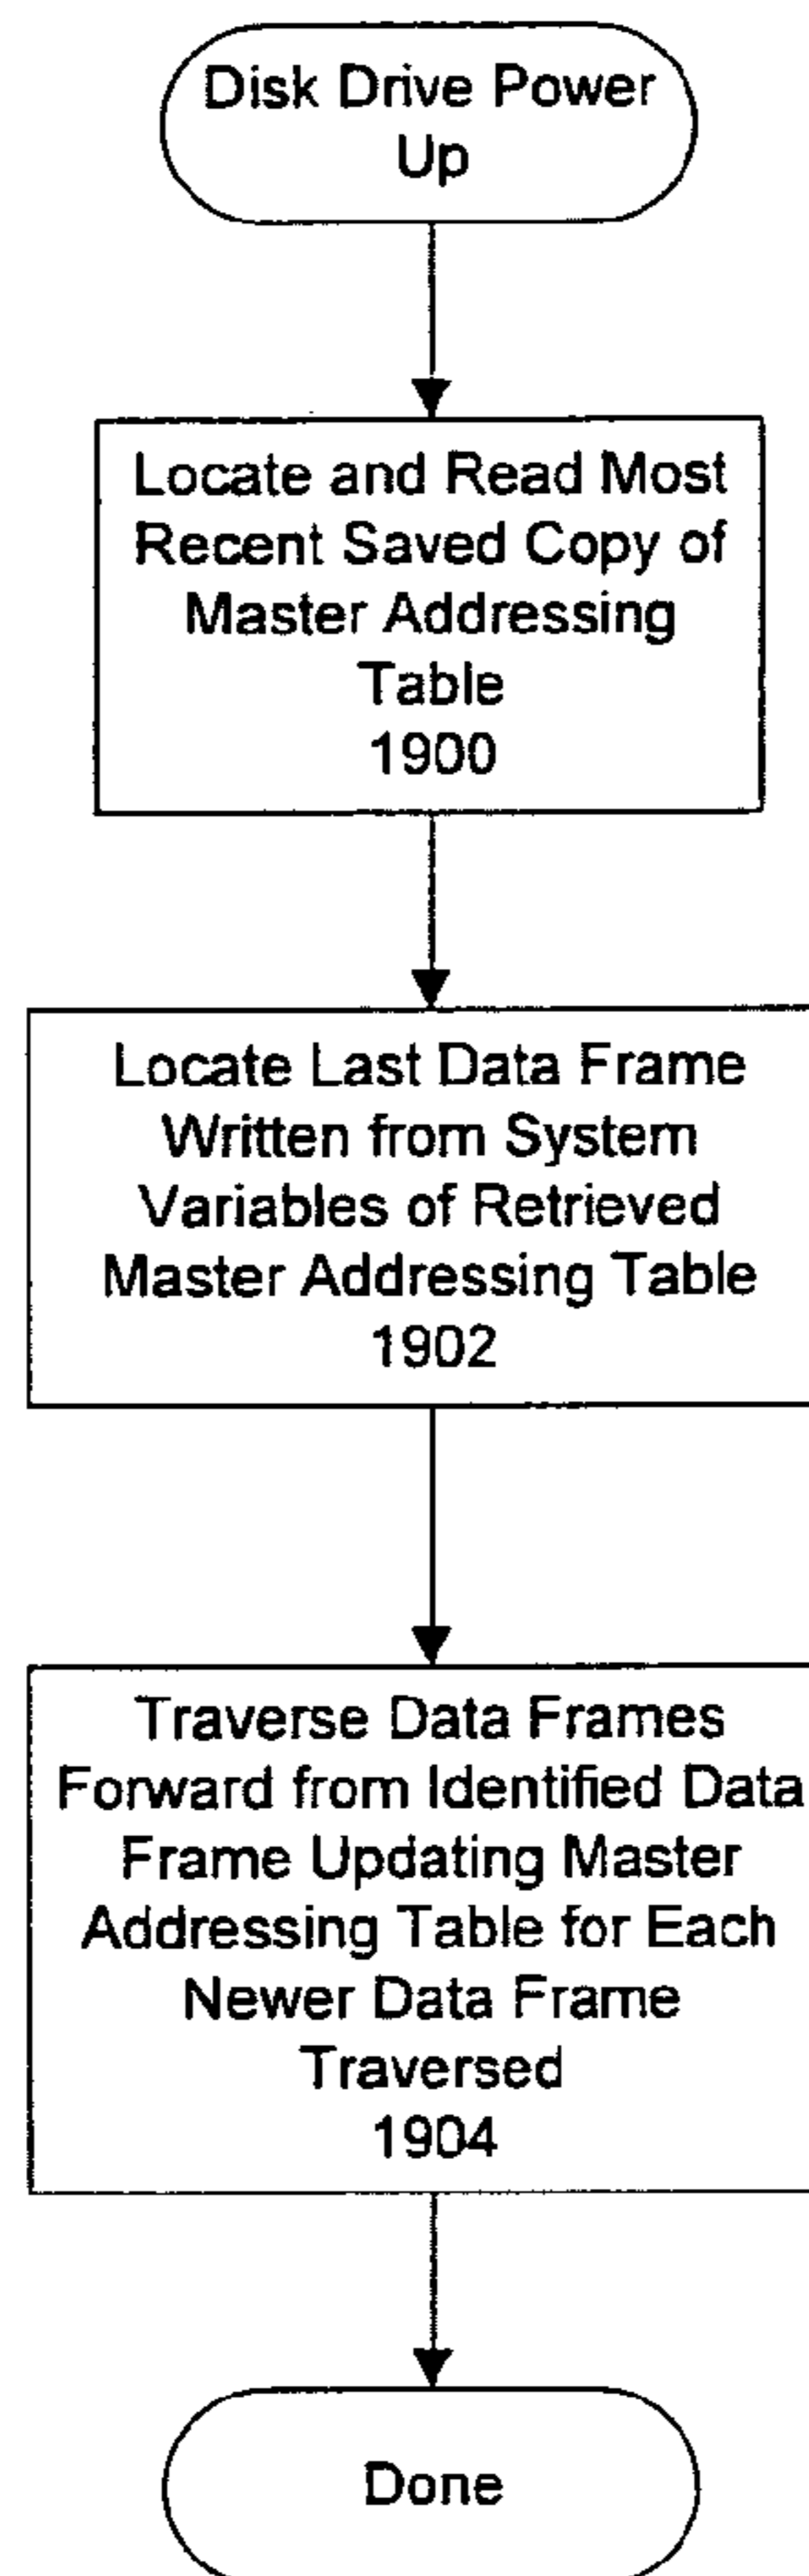 Disk Drive Power
Up
Locate and Read Most
Recent Saved Copy of
Master Addressing
Table
1900
Locate Last Data Frame
Written from System
Variables of Retrieved
Master Addressing Table
1902
Traverse Data Frames
Forward from Identified Data
Frame Updating Master
Addressing Table for Each
Newer Data Frame
Traversed
1904
Done